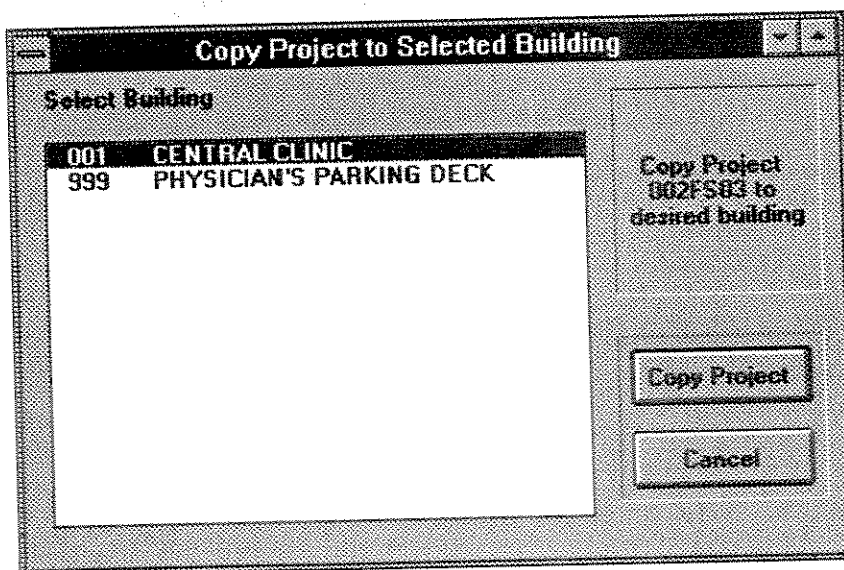 Copy Project to Selected Building
Select Building
001 CENTRAL CLINIC
999 PHYSICIAN'S PARKING DECK
Copy Project
002FS03 to
desired building
Copy Project
Cancel